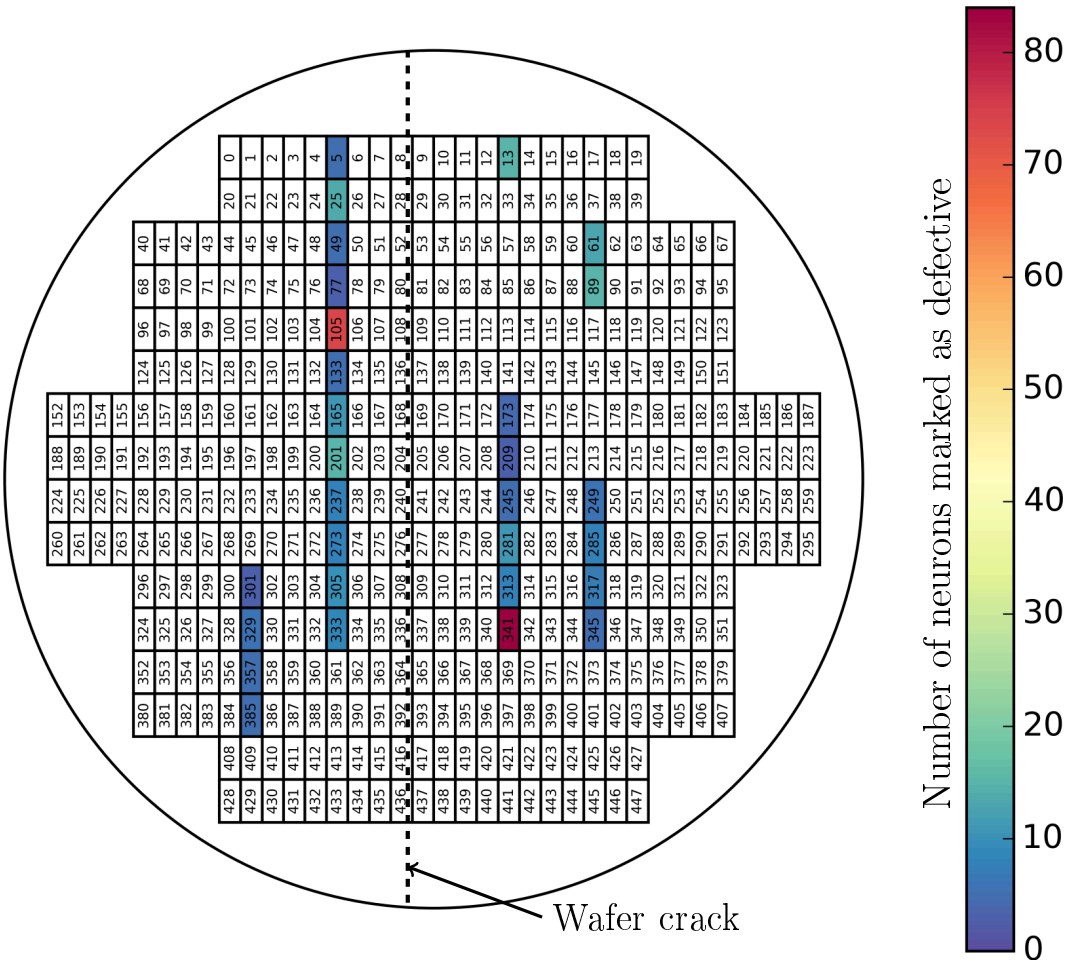 0 1 2 3 4 5 6 7 8 9 10 11 12 13 14 15 16 17 18 19
20 21 22 23 24 25 26 27 28 29 30 31 32 33 34 35 36 37 38 39
40 41 42 43 44 45 46 47 48 49 50 51 52 53 54 55 56 57 58 59 60 61 62 63 64 65 66 67
68 69 70 71 72 73 74 75 76 77 78 79 80 81 82 83 84 85 86 87 88 89 90 91 92 93 94 95
96 97 98 99 100 101 102 103 104 105 106 107 108 109 110 111 112 113 114 115 116 117 118 119 120 121 122 123
124 125 126 127 128 129 130 131 132 133 134 135 136 137 138 139 140 141 142 143 144 145 146 147 148 149 150 151
152 153 154 155 156 157 158 159 160 161 162 163 164 165 166 167 168 169 170 171 172 173 174 175 176 177 178 179 180 181 182 183 184 185 186 187
188 189 190 191 192 193 194 195 196 197 198 199 200 201 202 203 204 205 206 207 208 209 210 211 212 213 214 215 216 217 218 219 220 221 222 223
224 225 226 227 228 229 230 231 232 233 234 235 236 237 238 239 240 241 242 243 244 245 246 247 248 249 250 251 252 253 254 255 256 257 258 259
260 261 262 263 264 265 266 267 268 269 270 271 272 273 274 275 276 277 278 279 280 281 282 283 284 285 286 287 288 289 290 291 292 293 294 295
296 297 298 299 300 301 302 303 304 305 306 307 308 309 310 311 312 313 314 315 316 317 318 319 320 321 322 323
324 325 326 327 328 329 330 331 332 333 334 335 336 337 338 339 340 341 342 343 344 345 346 347 348 349 350 351
352 353 354 355 356 357 358 359 360 361 362 363 364 365 366 367 368 369 370 371 372 373 374 375 376 377 378 379
380 381 382 383 384 385 386 387 388 389 390 391 392 393 394 395 396 397 398 399 400 401 402 403 404 405 406 407
408 409 410 411 412 413 414 415 416 417 418 419 420 421 422 423 424 425 426 427
428 429 430 431 432 433 434 435 436 437 438 439 440 441 442 443 444 445 446 447
Wafer crack
Number of neurons marked as defective
80
70
60
50
40
30
20
10
0